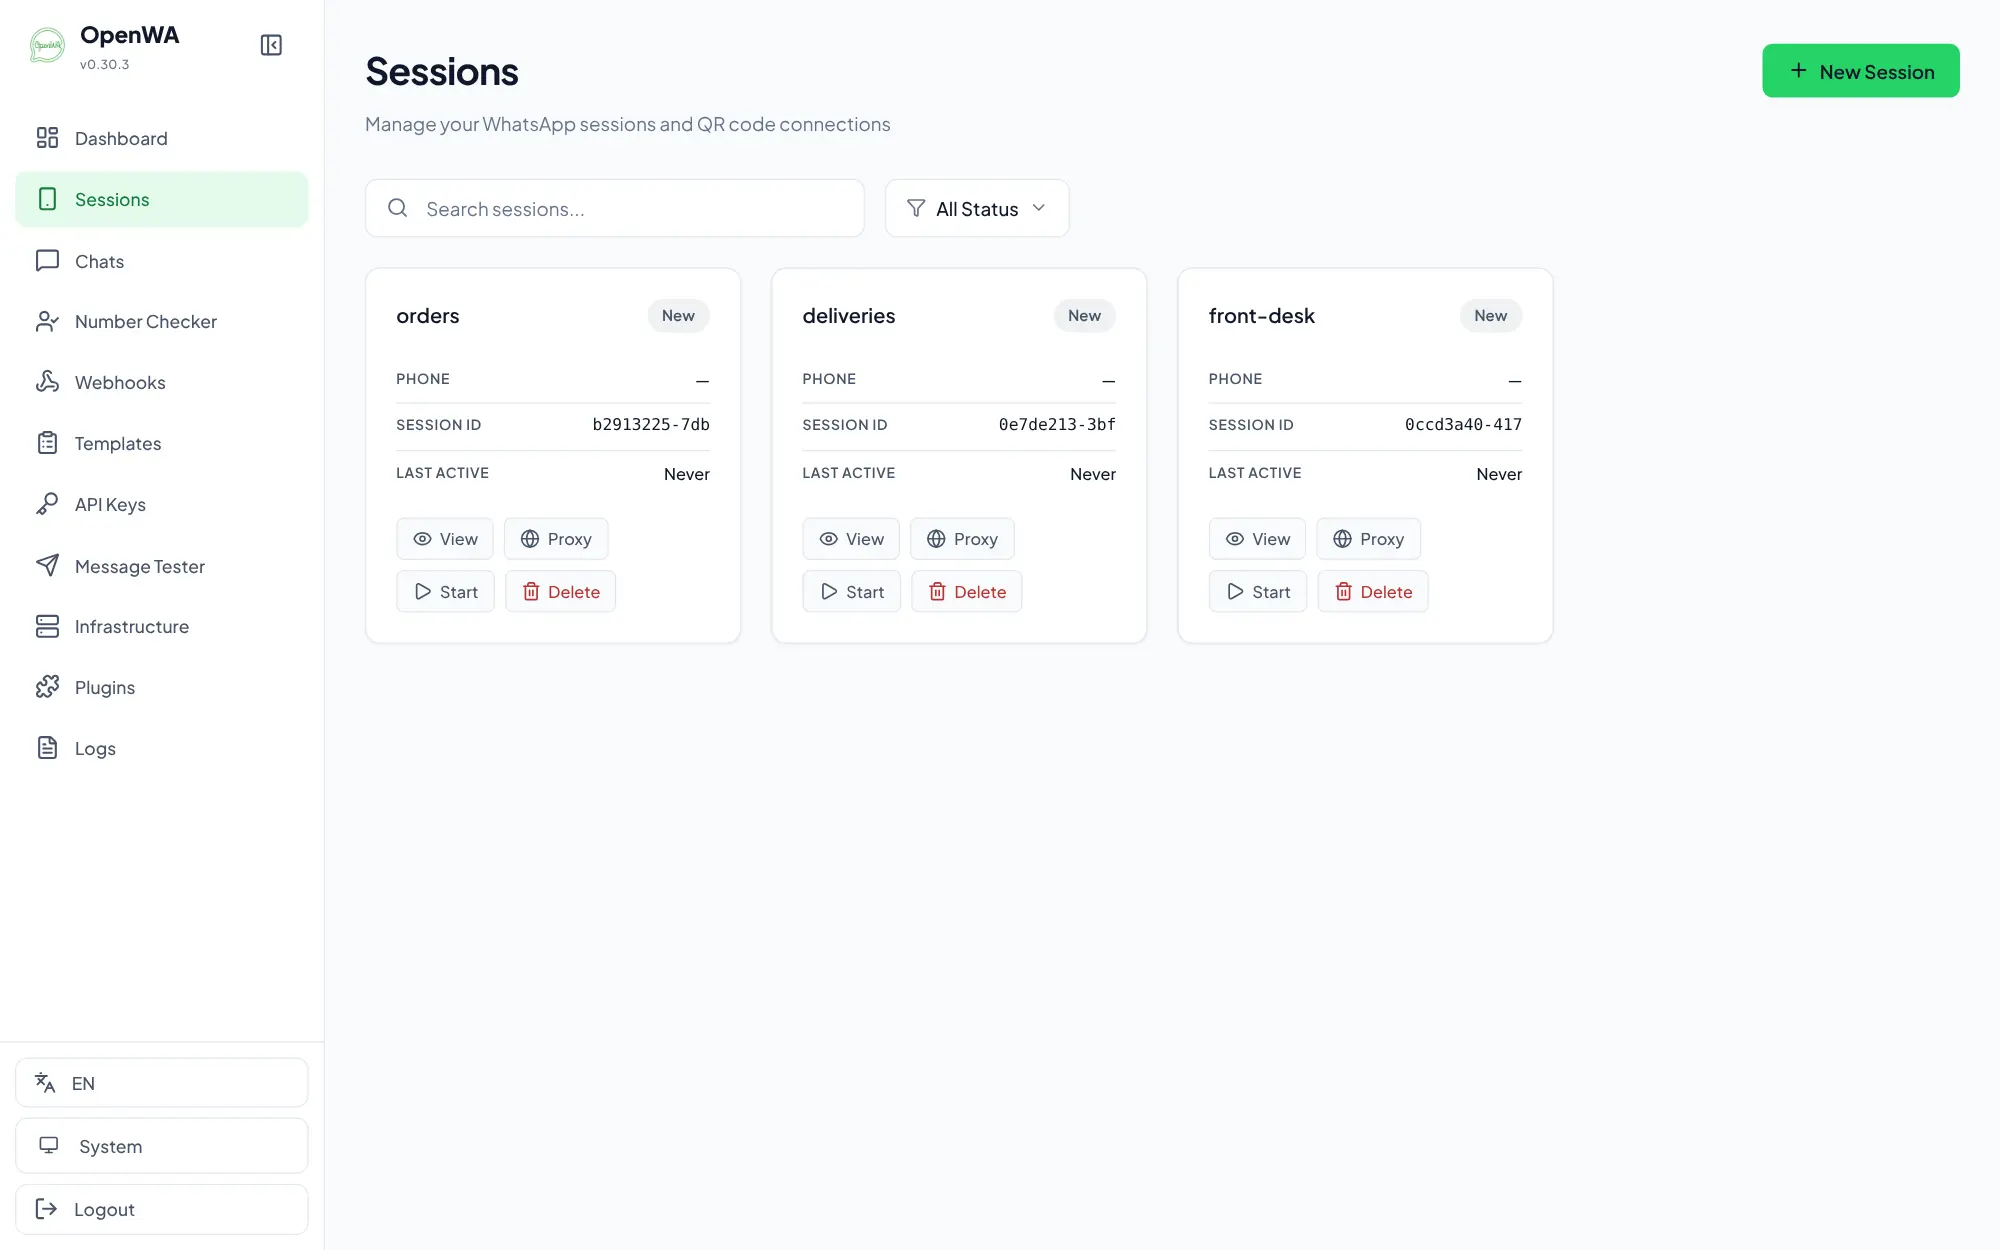 OpenWA
v0.30.3
Dashboard
Sessions
Chats
Number Checker
Webhooks
Templates
API Keys
Message Tester
Infrastructure
Plugins
Logs
EN
System
Logout
Sessions
Manage your WhatsApp sessions and QR code connections
New Session
Search sessions...
All Status
orders
New
PHONE
—
SESSION ID
b2913225-7db
LAST ACTIVE
Never
View
Proxy
Start
Delete
deliveries
New
PHONE
—
SESSION ID
0e7de213-3bf
LAST ACTIVE
Never
View
Proxy
Start
Delete
front-desk
New
PHONE
—
SESSION ID
0ccd3a40-417
LAST ACTIVE
Never
View
Proxy
Start
Delete